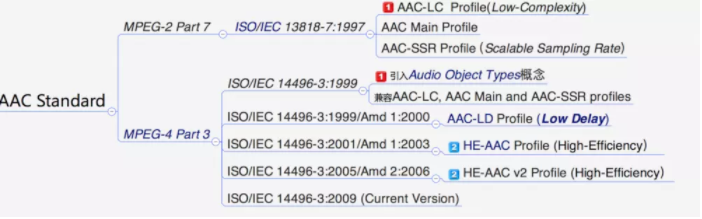 AAC Standard
MPEG-2 Part 7
ISO/IEC 13818-7:1997
1 AAC-LC Profile(Low-Complexity)
AAC Main Profile
AAC-SSR Profile (Scalable Sampling Rate)
MPEG-4 Part 3
ISO/IEC 14496-3:1999
1 引入Audio Object Types概念
兼容AAC-LC, AAC Main and AAC-SSR profiles
ISO/IEC 14496-3:1999/Amd 1:2000
AAC-LD Profile (Low Delay)
ISO/IEC 14496-3:2001/Amd 1:2003
2 HE-AAC Profile (High-Efficiency)
ISO/IEC 14496-3:2005/Amd 2:2006
2 HE-AAC v2 Profile (High-Efficiency)
ISO/IEC 14496-3:2009 (Current Version)